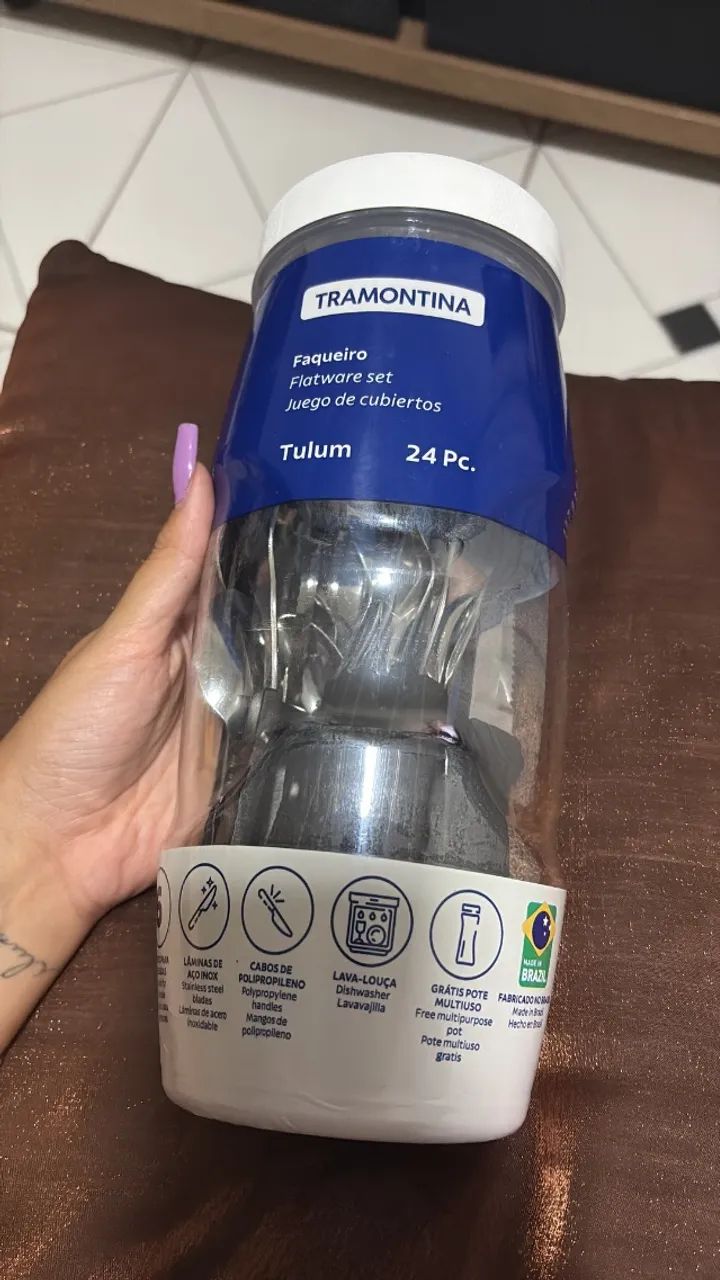 TRAMONTINA
Faqueiro
Flatware set
Juego de cubiertos
Tulum 24 Pc.
LÂMINAS DE
AÇO INOX
Stainless steel
blades
Láminas de acero
inoxidable
CABOS DE
POLIPROPILENO
Polypropylene
handles
Mangos de
polipropileno
LAVA-LOUÇA
Dishwasher
Lavavajilla
GRÁTIS POTE
MULTIUSO
Free multipurpose
pot
Pote multiuso
gratis
MADE IN
BRAZIL
FABRICADO NO
Made in Brazil
Hecho en Brasil